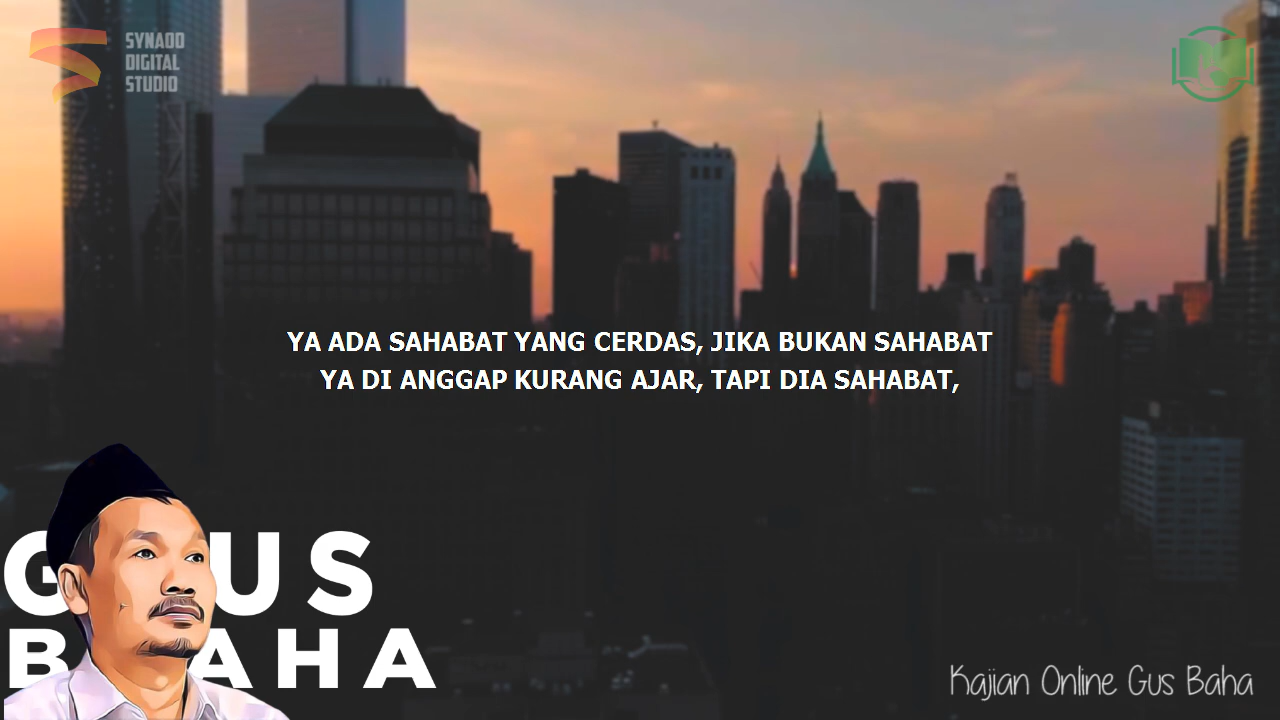 SYNAOO
DIGITAL
STUDIO
YA ADA SAHABAT YANG CERDAS, JIKA BUKAN SAHABAT
YA DI ANGGAP KURANG AJAR, TAPI DIA SAHABAT,
GUS
BAHA
Kajian Online Gus Baha